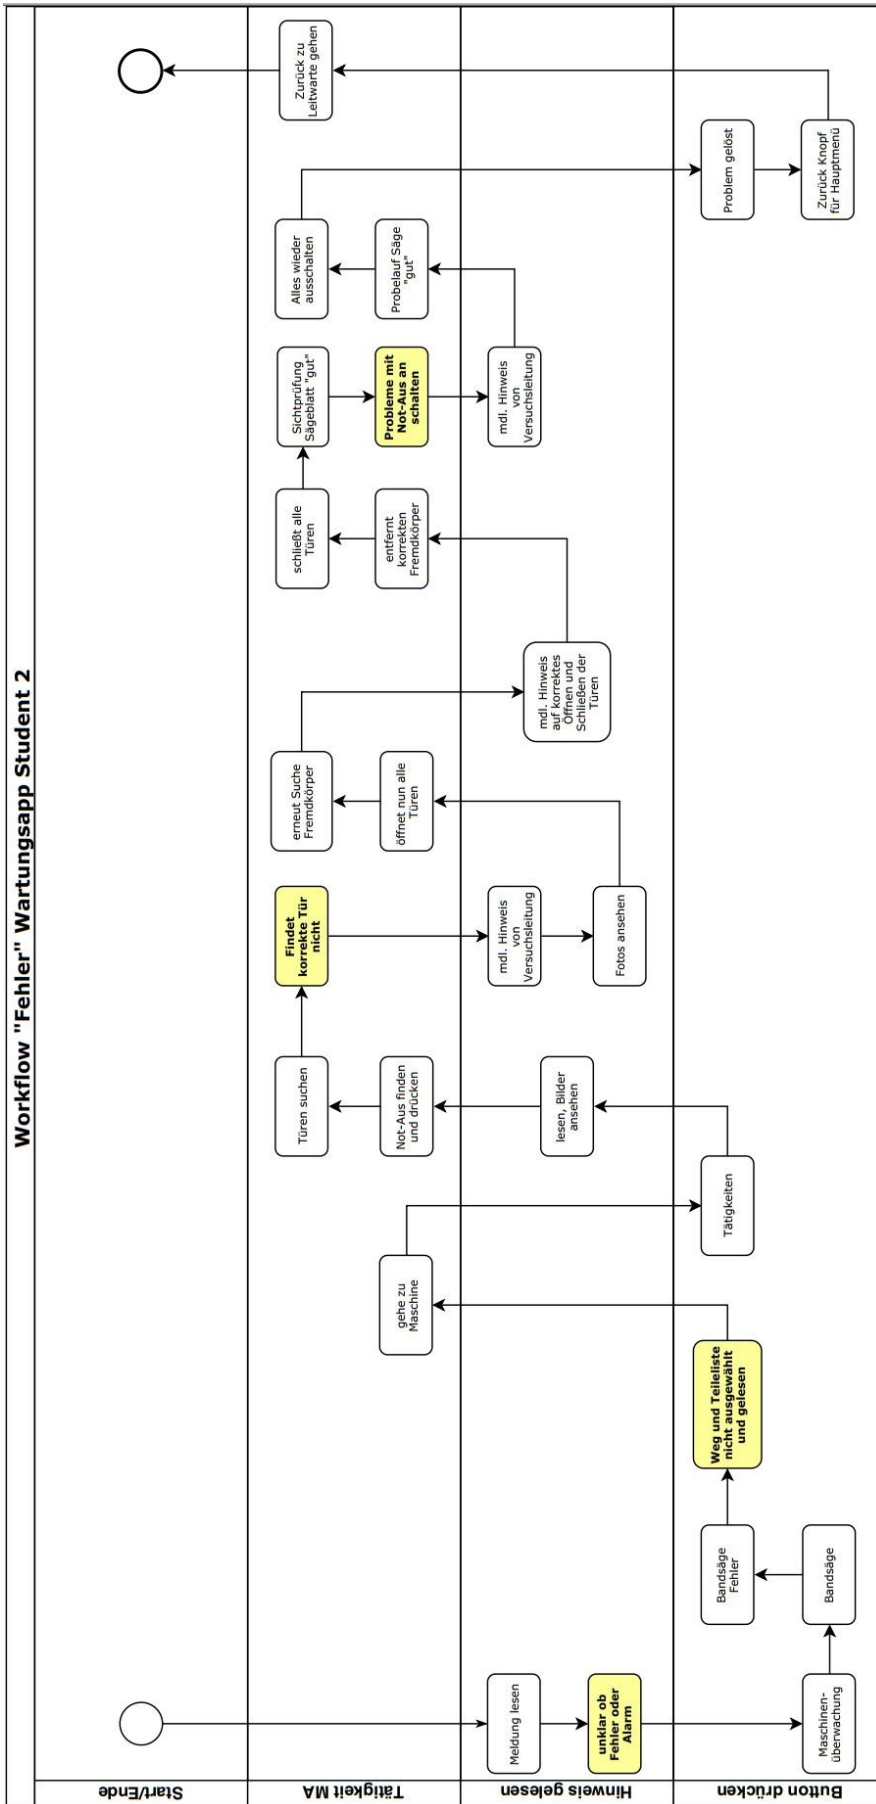 Workflow "Fehler" Wartungsapp Student 2
Start/Ende
Tätigkeit MA
Hinweis gelesen
Button drücken
Meldung lesen
unklar ob
Fehler oder
Alarm
Maschinen-
überwachung
Bandsäge
Bandsäge
Fehler
Weg und Teileliste
nicht ausgewählt
und gelesen
gehe zu
Maschine
Tätigkeiten
lesen, Bilder
ansehen
Not-Aus finden
und drücken
Türen suchen
Findet
korrekte Tür
nicht
mdl. Hinweis
von
Versuchsleitung
Fotos ansehen
öffnet nun alle
Türen
erneut Suche
Fremdkörper
mdl. Hinweis
auf korrektes
Öffnen und
Schließen der
Türen
entfernt
korrekten
Fremdkörper
schließt alle
Türen
Sichtprüfung
Sägeblatt "gut"
Probleme mit
Not-Aus an
schalten
mdl. Hinweis
von
Versuchsleitung
Probelauf Säge
"gut"
Alles wieder
ausschalten
Problem gelöst
Zurück Knopf
für Hauptmenü
Zurück zu
Leitwarte gehen